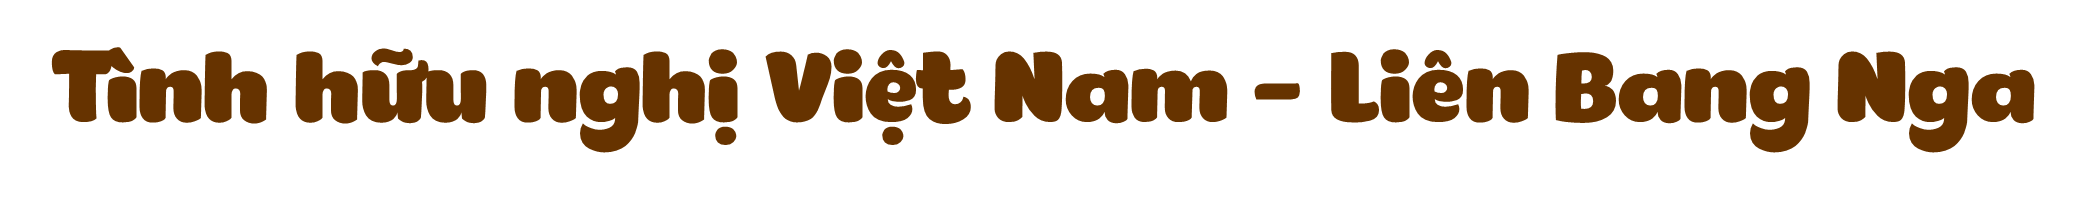 Tình hữu nghị Việt Nam - Liên Bang Nga